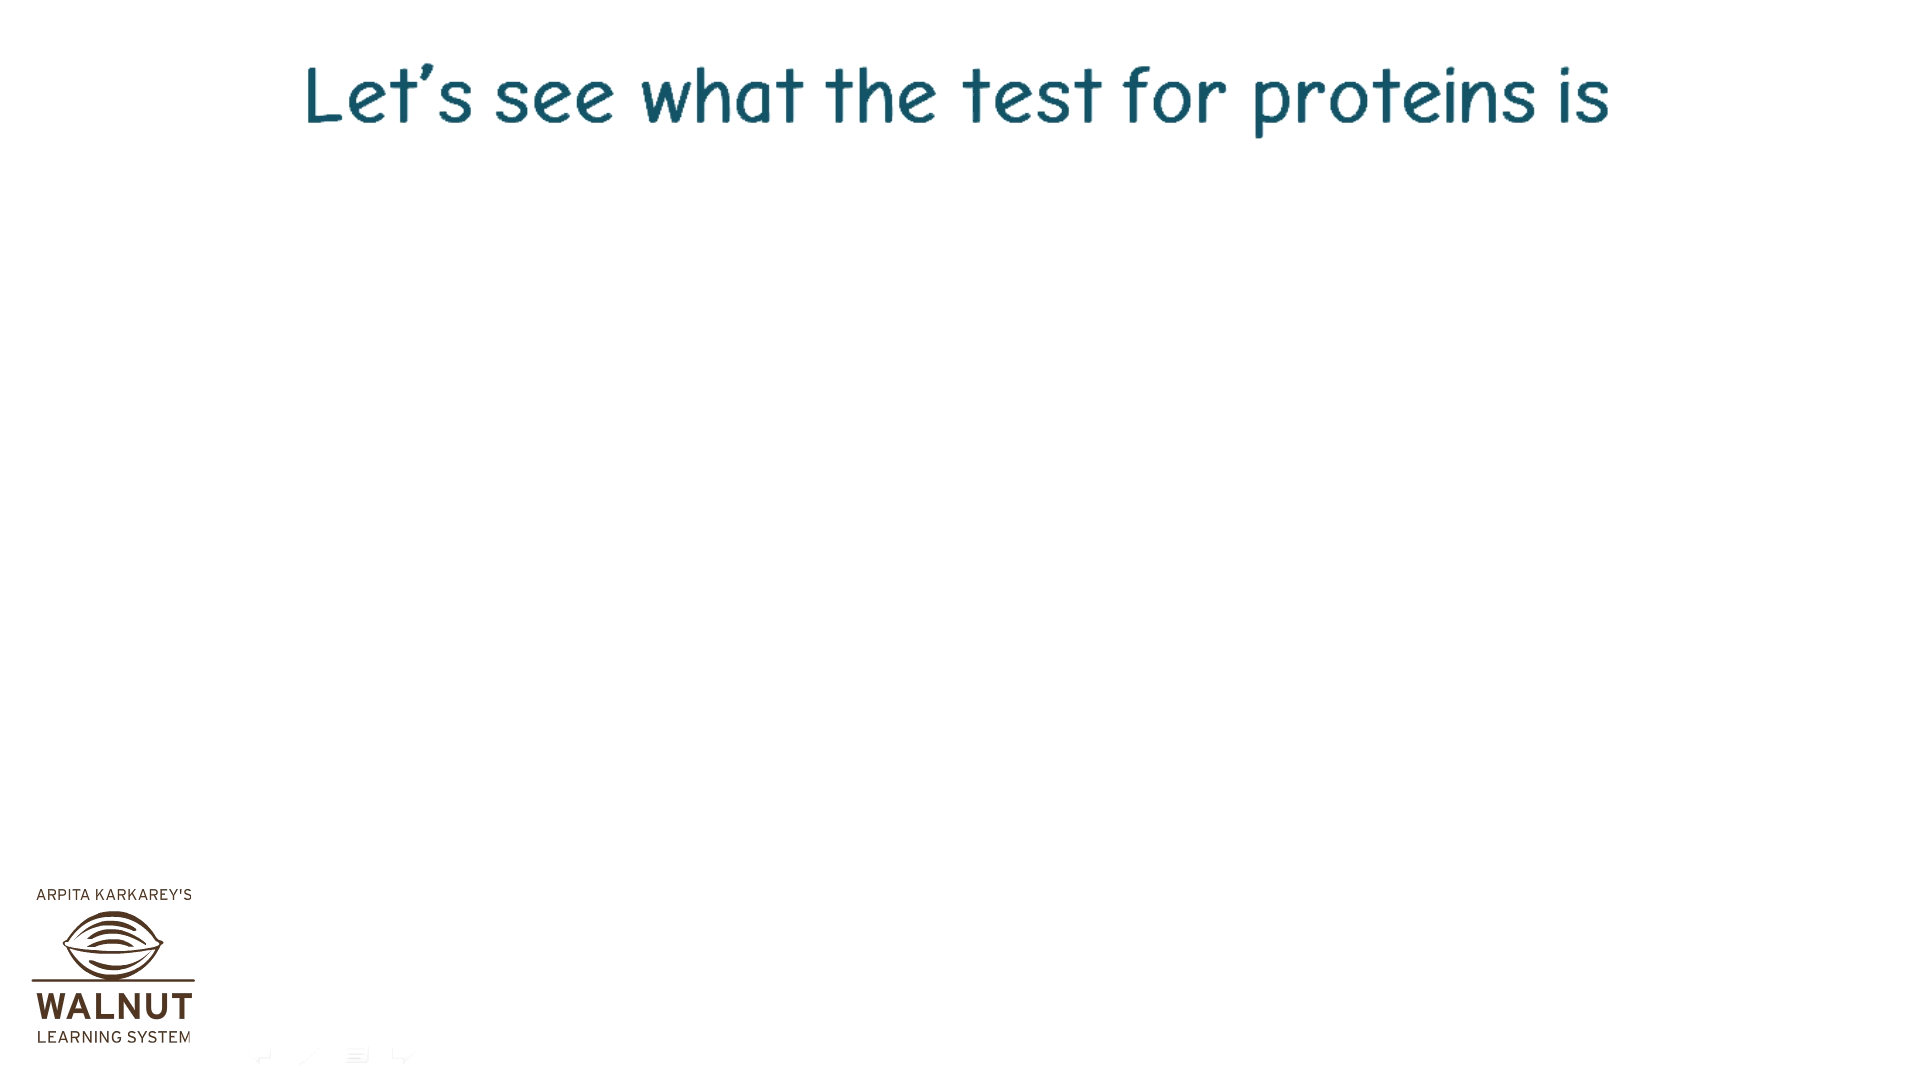 Let's see what the test for proteins is
ARPITA KARKAREY'S
WALNUT
LEARNING SYSTEM